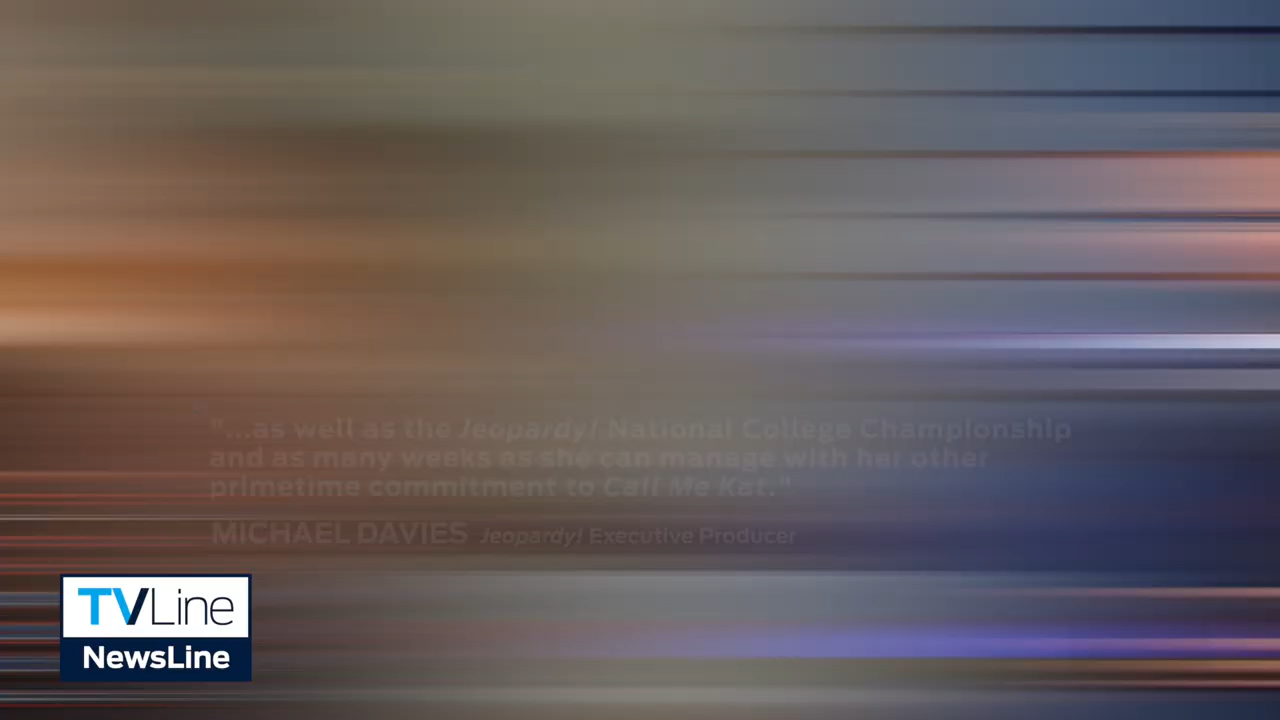 "...as well as the Jeopardy! National College Championship
and as many weeks as she can manage with her other
primetime commitment to Call Me Kat."
MICHAEL DAVIES Jeopardy! Executive Producer
TVLine
NewsLine